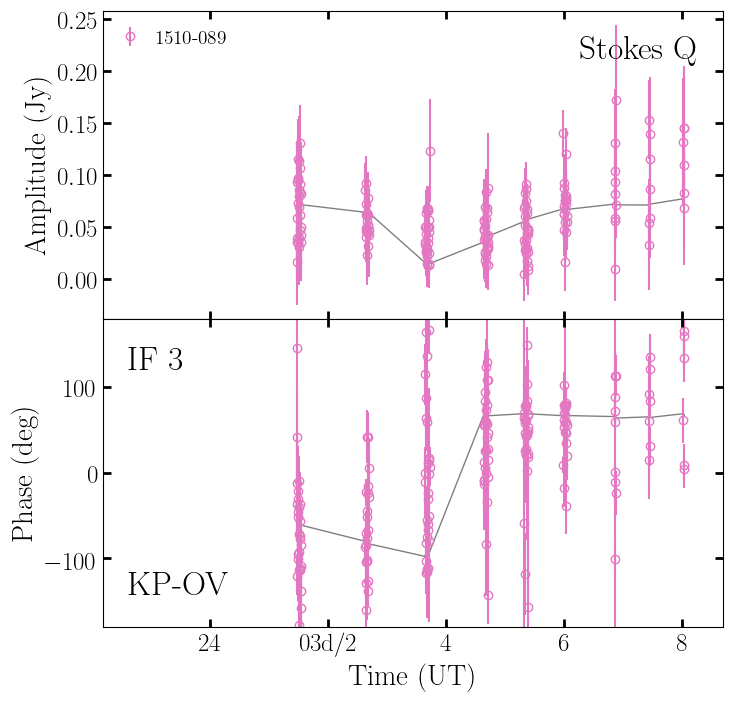 0.25
1510-089
Stokes Q
0.20
0.15
0.10
0.05
0.00
Amplitude (Jy)
IF 3
100
0
−100
Phase (deg)
KP-OV
24
03d/2
4
6
8
Time (UT)